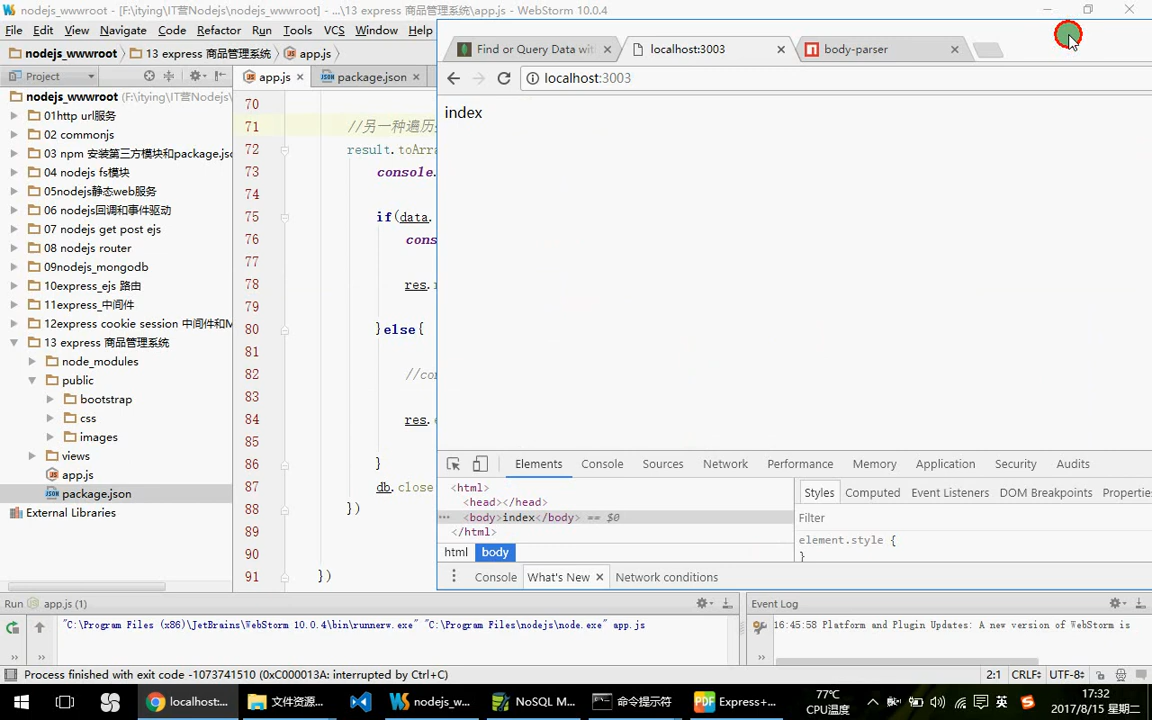 nodejs_wwwroot - [F:\itying\IT营Nodejs\nodejs_wwwroot] - ...\13 express 商品管理系统\app.js - WebStorm 10.0.4
File Edit View Navigate Code Refactor Run Tools VCS Window Help
nodejs_wwwroot 13 express 商品管理系统 app.js
Project
app.js package.json
nodejs_wwwroot (F:\itying\IT营Nodejs\
01http url服务
02 commonjs
03 npm 安装第三方模块和package.jso
04 nodejs fs模块
05nodejs静态web服务
06 nodejs回调和事件驱动
07 nodejs get post ejs
08 nodejs router
09nodejs_mongodb
10express_ejs 路由
11express_中间件
12express cookie session 中间件和M
13 express 商品管理系统
node_modules
public
bootstrap
css
images
views
app.js
package.json
External Libraries
70
71 //另一种遍历
72 result.toArra
73 console.
74
75 if(data.
76 cons
77
78 res.
79
80 }else{
81
82 //con
83
84 res.
85
86 }
87 db.close
88 })
89
90
91 })
Find or Query Data with localhost:3003 body-parser
localhost:3003
index
Elements Console Sources Network Performance Memory Application Security Audits
<html>
<head></head>
··· <body>index</body> == $0
</html>
html body
Styles Computed Event Listeners DOM Breakpoints Properties
Filter
element.style {
}
Console What's New × Network conditions
Run app.js (1)
"C:\Program Files (x86)\JetBrains\WebStorm 10.0.4\bin\runnerw.exe" "C:\Program Files\nodejs\node.exe" app.js
Event Log
16:45:58 Platform and Plugin Updates: A new version of WebStorm is
Process finished with exit code -1073741510 (0xC000013A: interrupted by Ctrl+C)
2:1 CRLF UTF-8
localhost:... 文件资源... nodejs_w... NoSQL M... 命令提示符 Express+...
77℃
CPU温度
英
17:32
2017/8/15 星期二